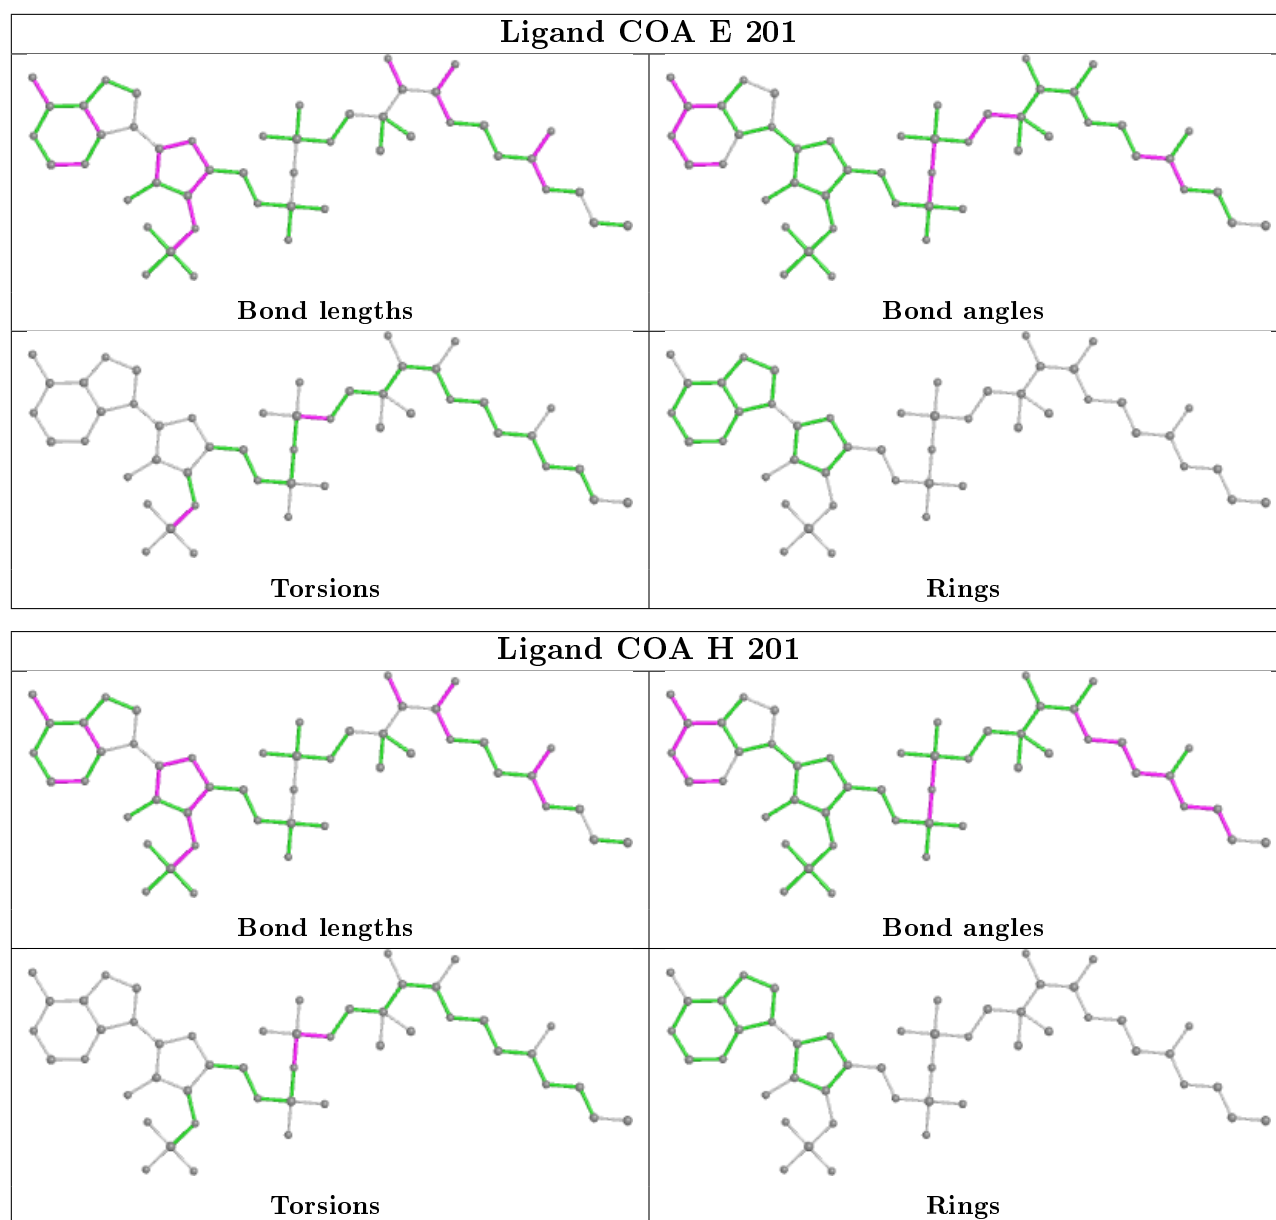 Ligand COA E 201
Bond lengths
Bond angles
Torsions
Rings
Ligand COA H 201
Bond lengths
Bond angles
Torsions
Rings